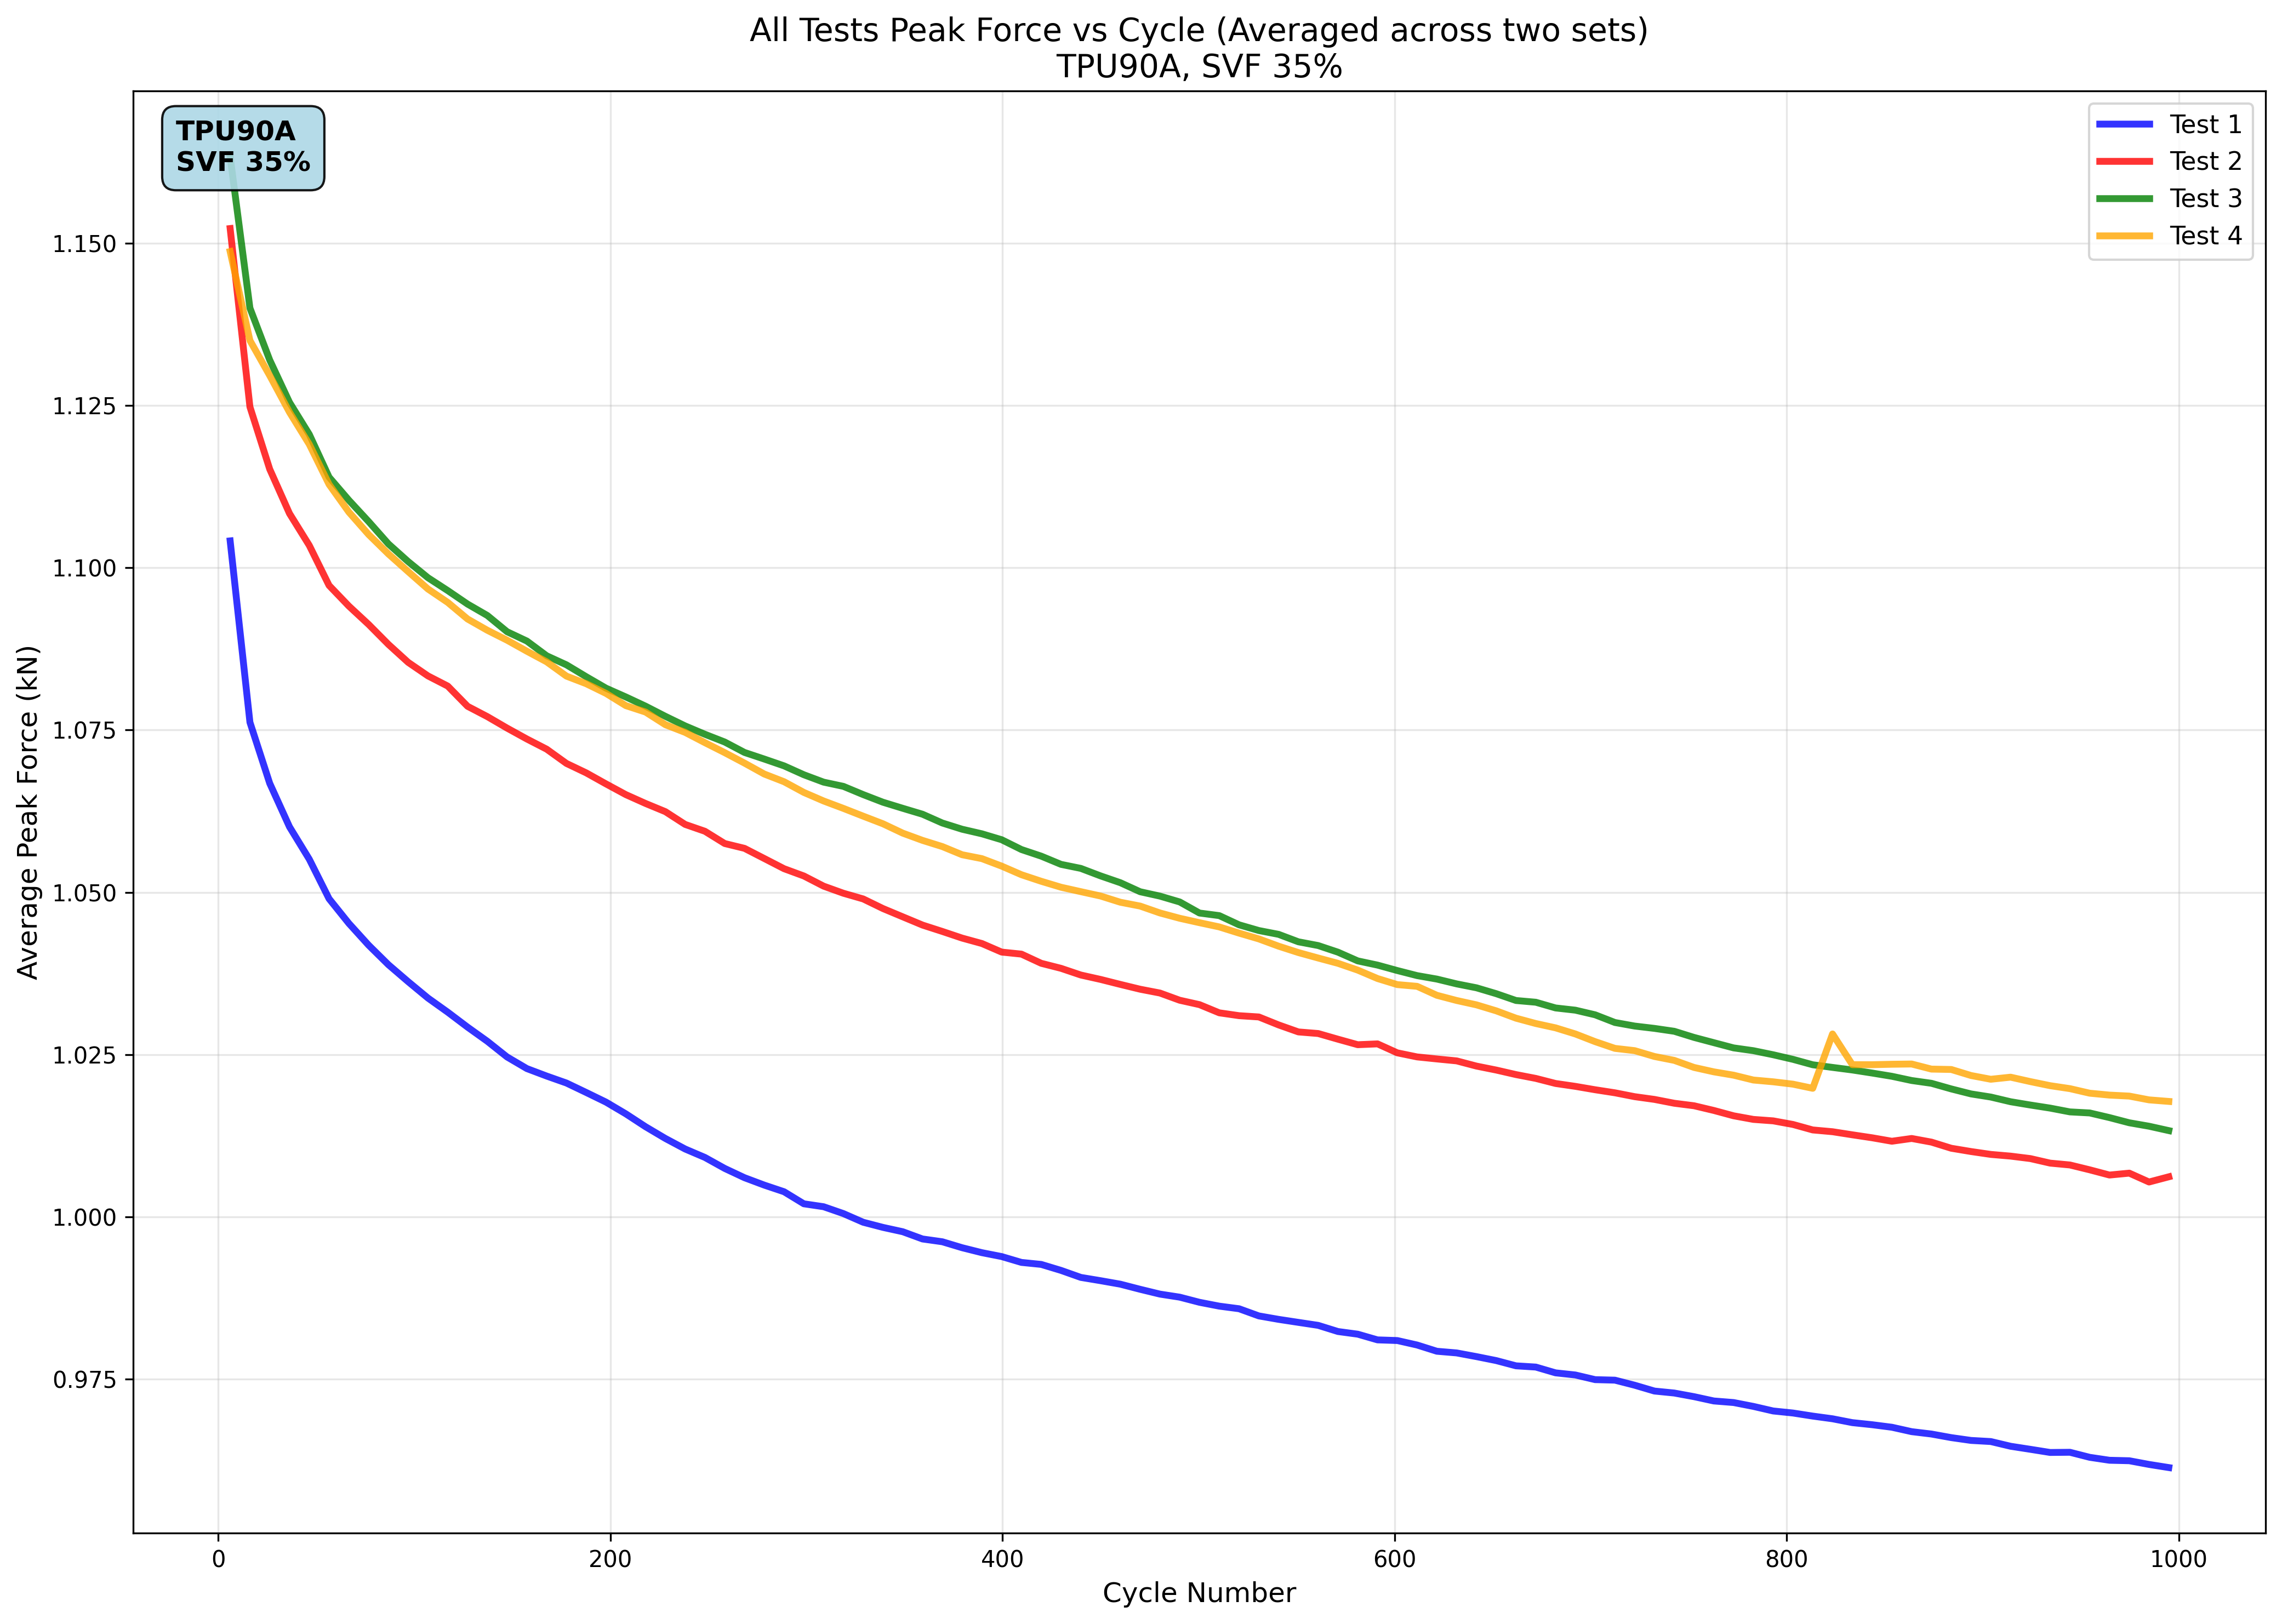 All Tests Peak Force vs Cycle (Averaged across two sets)
TPU90A, SVF 35%
TPU90A
SVF 35%
Test 1
Test 2
Test 3
Test 4
Average Peak Force (kN)
1.150
1.125
1.100
1.075
1.050
1.025
1.000
0.975
0
200
400
600
800
1000
Cycle Number